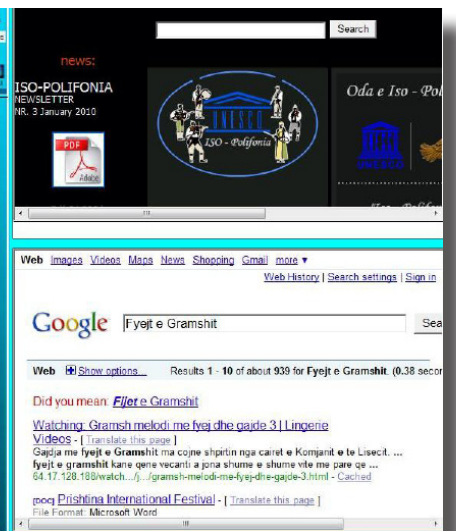 Search
news:
ISO-POLIFONIA
NEWSLETTER
NR. 3 January 2010
PDF
Adobe
UNESCO
ISO - Polifonia
Oda e Iso - Pol
Web Images Videos Maps News Shopping Gmail more ▼
Web History | Search settings | Sign in
Google Fyejt e Gramshit Sea
Web Show options... Results 1 - 10 of about 939 for Fyejt e Gramshit. (0.38 secon
Did you mean: Fijet e Gramshit
Watching: Gramsh melodi me fyej dhe gajde 3 | Lingerie
Videos - [ Translate this page ]
Gajdja me fyejt e Gramshit ma cojne shpirtin nga cairet e Komjanit e te Lisecit. ...
fyejt e gramshit kane qene vecanti a jona shume e shume vite me pare qe ...
64.17.128.188/watch.../j.../gramsh-melodi-me-fyej-dhe-gajde-3.html - Cached
[DOC] Prishtina International Festival - [ Translate this page ]
File Format: Microsoft Word